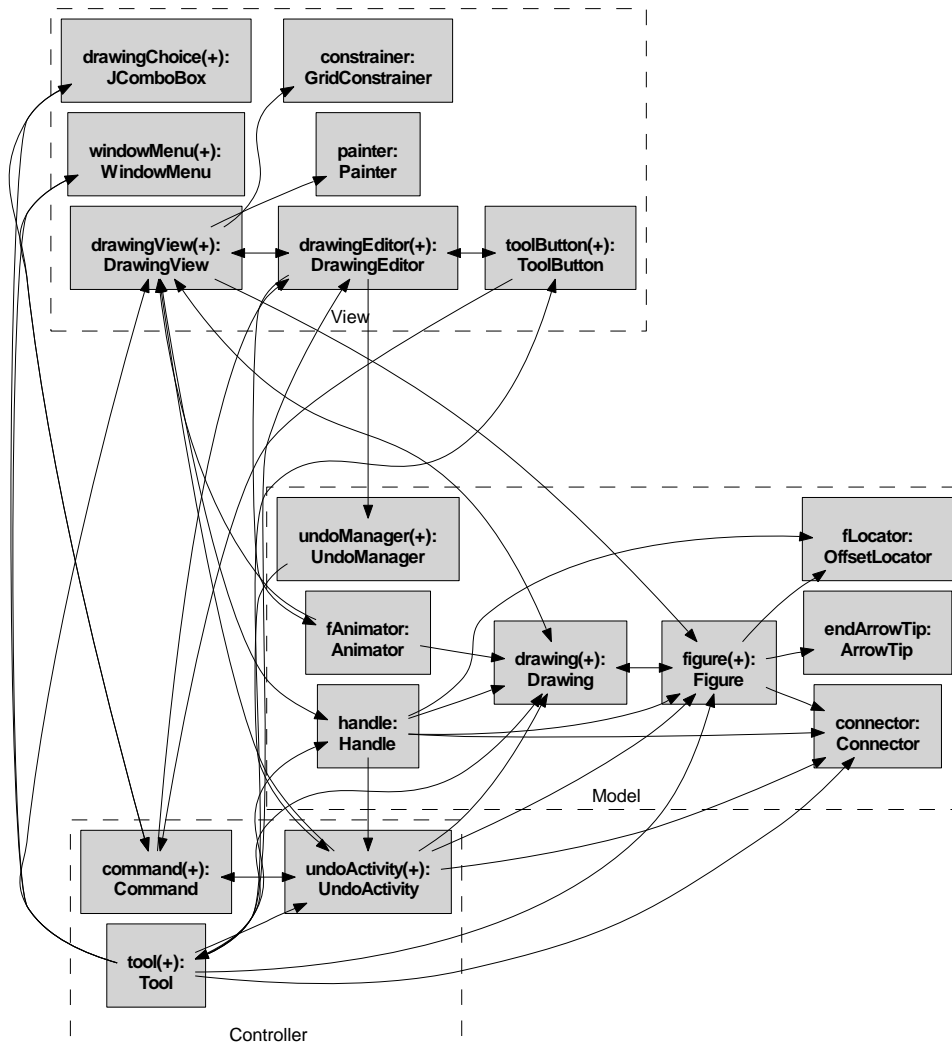 drawingChoice(+):
JComboBox
constrainer:
GridConstrainer
windowMenu(+):
WindowMenu
painter:
Painter
drawingView(+):
DrawingView
drawingEditor(+):
DrawingEditor
toolButton(+):
ToolButton
View
undoManager(+):
UndoManager
fLocator:
OffsetLocator
fAnimator:
Animator
drawing(+):
Drawing
figure(+):
Figure
endArrowTip:
ArrowTip
handle:
Handle
connector:
Connector
Model
command(+):
Command
undoActivity(+):
UndoActivity
tool(+):
Tool
Controller